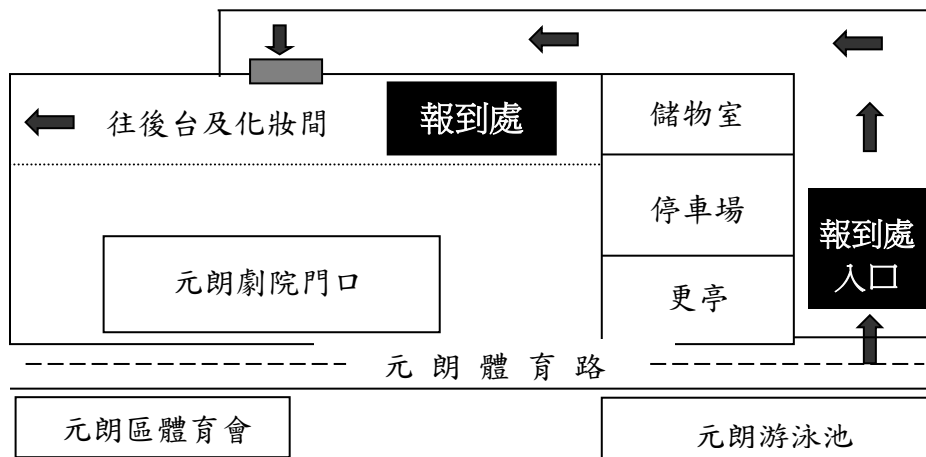 往後台及化妝間
報到處
儲物室
停車場
報到處
入口
元朗劇院門口
更亭
元朗體育路
元朗區體育會
元朗游泳池